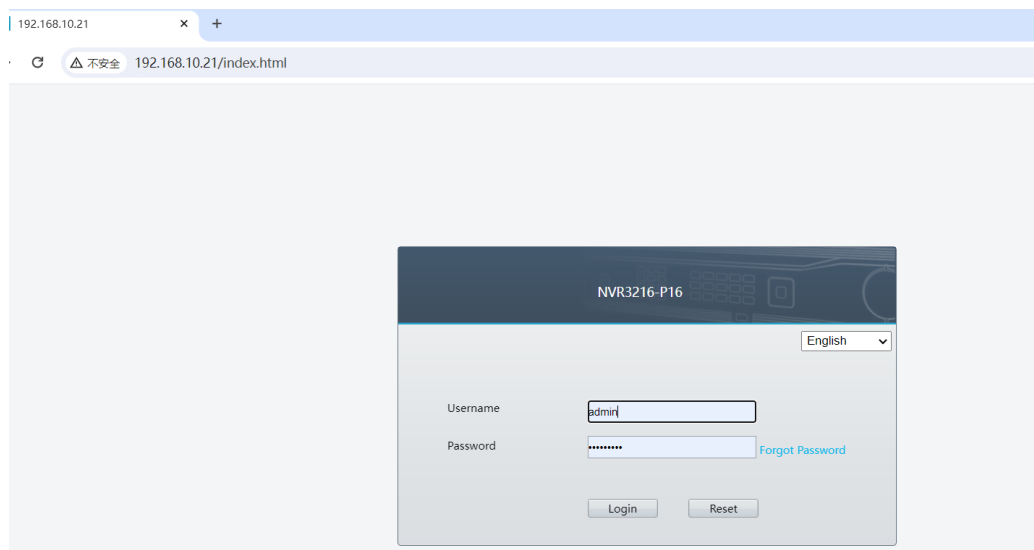 192.168.10.21
不安全 192.168.10.21/index.html
NVR3216-P16
English
Username admin
Password •••••••••
Forgot Password
Login Reset